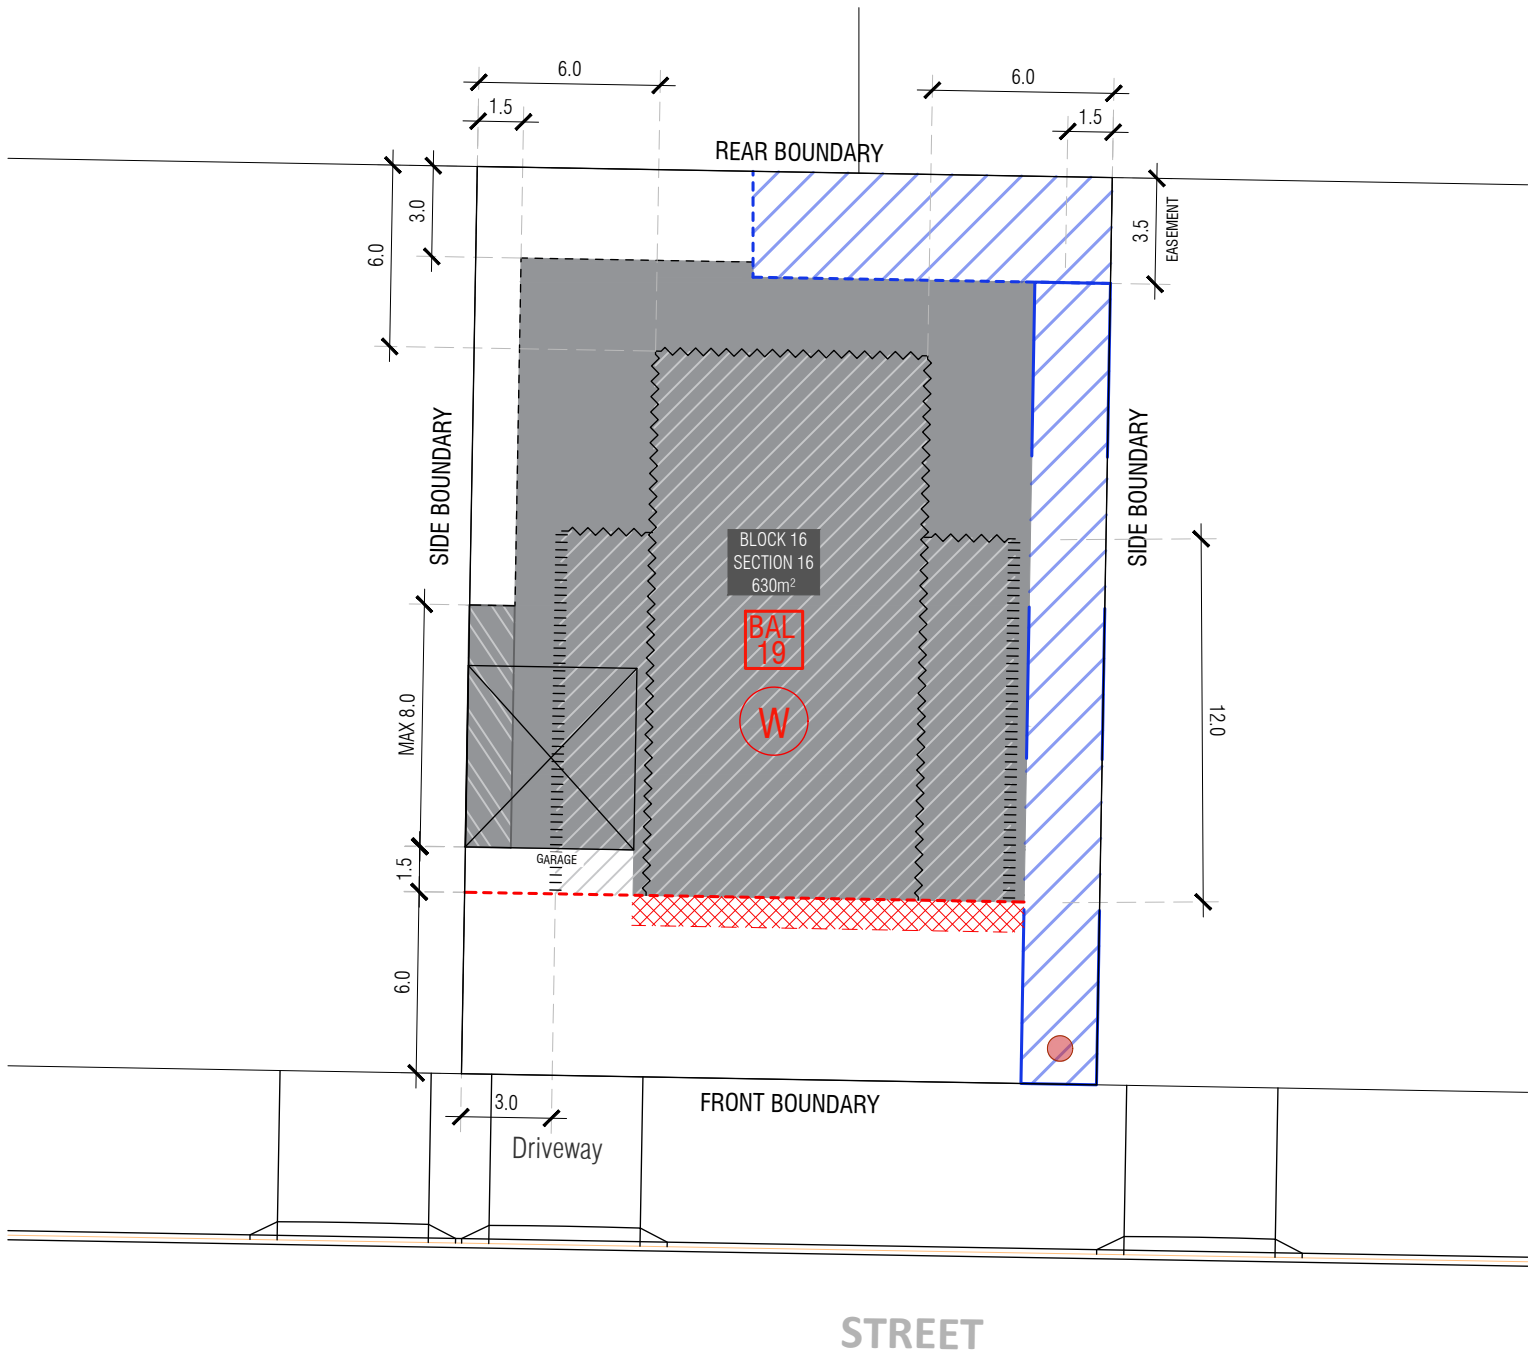 6.0
6.0
1.5
1.5
REAR BOUNDARY
3.0
6.0
3.5
EASEMENT
SIDE BOUNDARY
SIDE BOUNDARY
BLOCK 16
SECTION 16
630m²
BAL
19
W
MAX 8.0
12.0
GARAGE
1.5
6.0
3.0
FRONT BOUNDARY
Driveway
STREET